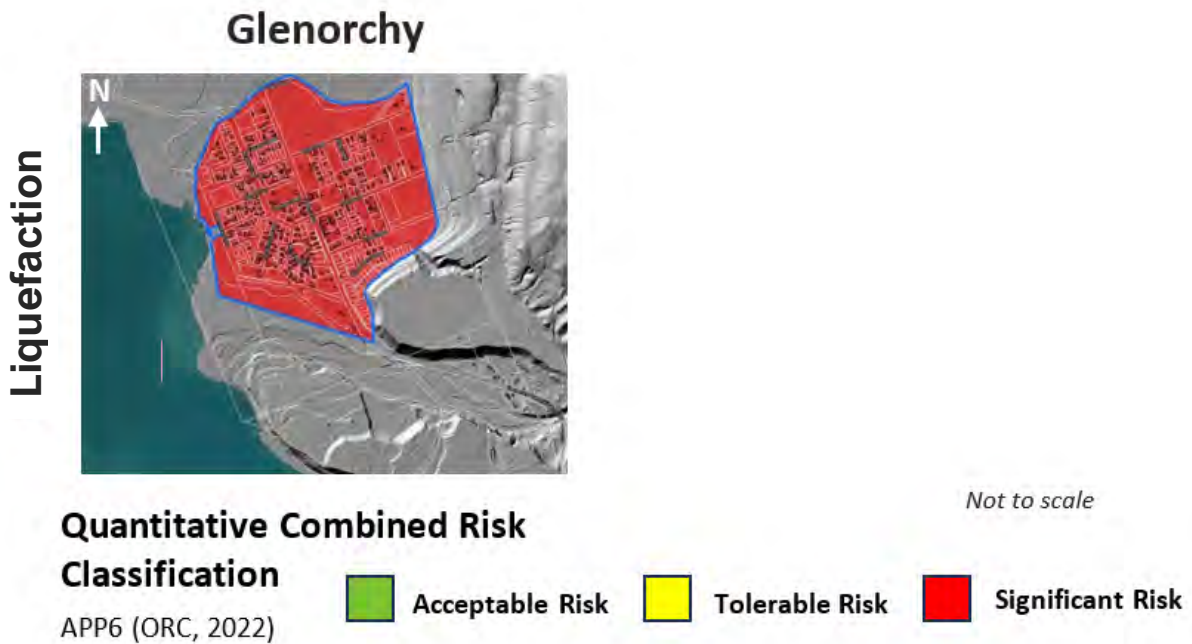 Glenorchy
N
Liquefaction
Not to scale
Quantitative Combined Risk
Classification
APP6 (ORC, 2022)
Acceptable Risk
Tolerable Risk
Significant Risk